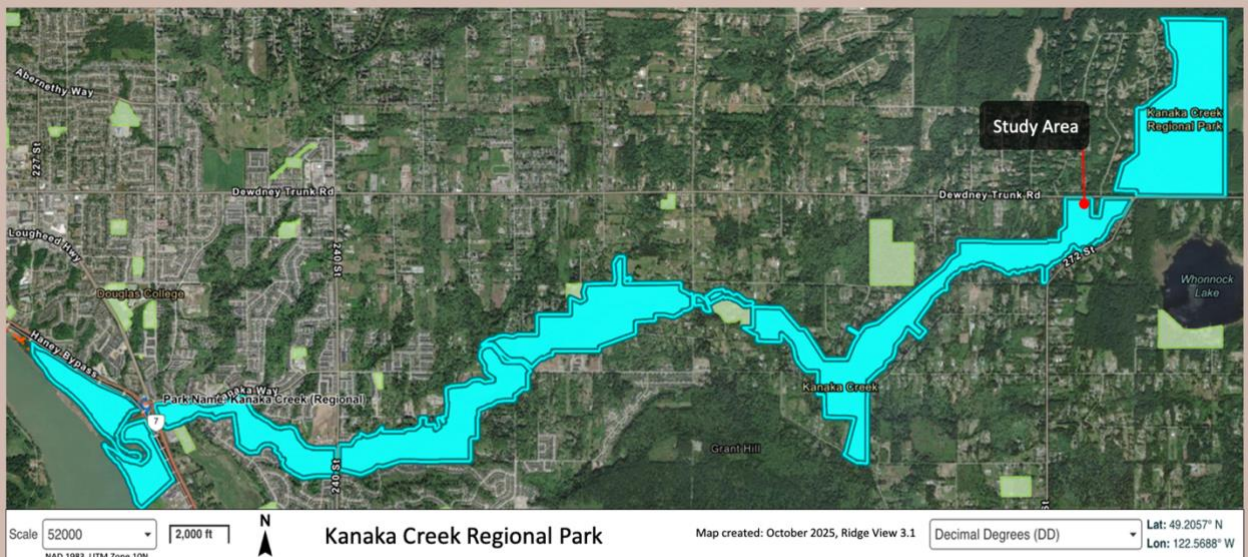 Abernethy Way
227 St
Dewdney Trunk Rd
Lougheed Hwy
240 St
Douglas College
Haney Bypass
Kanaka Way
Park Name: Kanaka Creek (Regional)
7
240 St
Study Area
Kanaka Creek
Regional Park
Dewdney Trunk Rd
272 St
Whonnock
Lake
Kanaka Creek
Grant Hill
St
Scale 52000
2,000 ft
N
Kanaka Creek Regional Park
Map created: October 2025, Ridge View 3.1
Decimal Degrees (DD)
Lat: 49.2057° N
Lon: 122.5688° W
NAD 1983, UTM Zone 10N